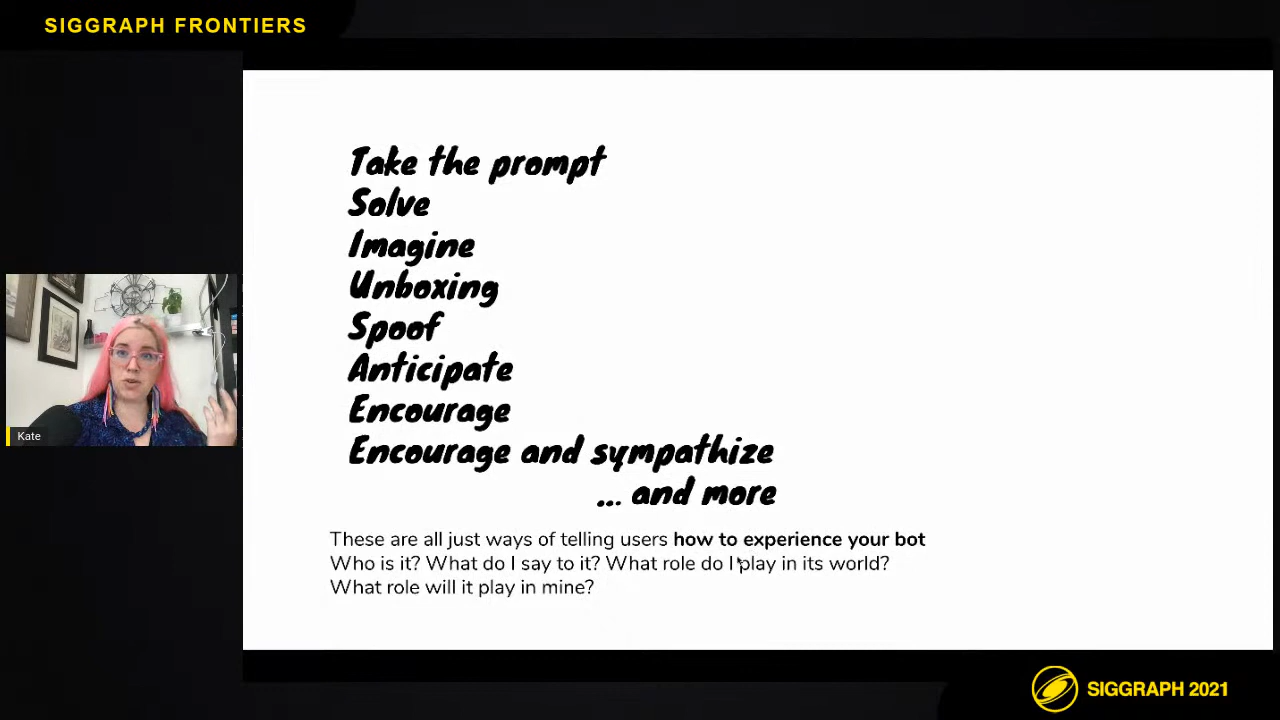 SIGGRAPH FRONTIERS
Take the prompt
Solve
Imagine
Unboxing
Spoof
Anticipate
Encourage
Encourage and sympathize
... and more
These are all just ways of telling users how to experience your bot
Who is it? What do I say to it? What role do I play in its world?
What role will it play in mine?
Kate
SIGGRAPH 2021